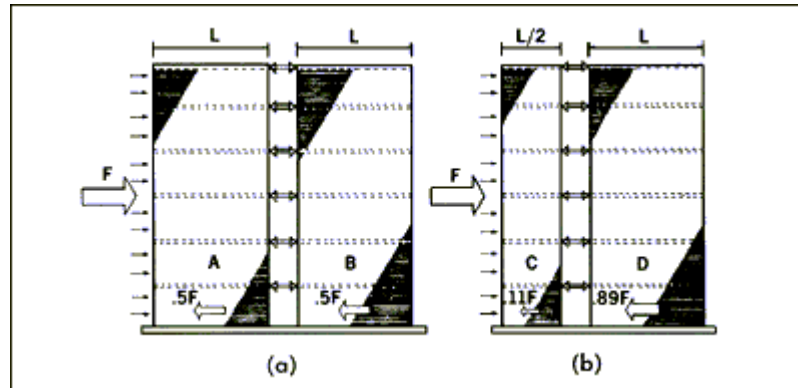 L L
F
A B
.5F .5F
(a)
L/2 L
F
C D
.11F .89F
(b)